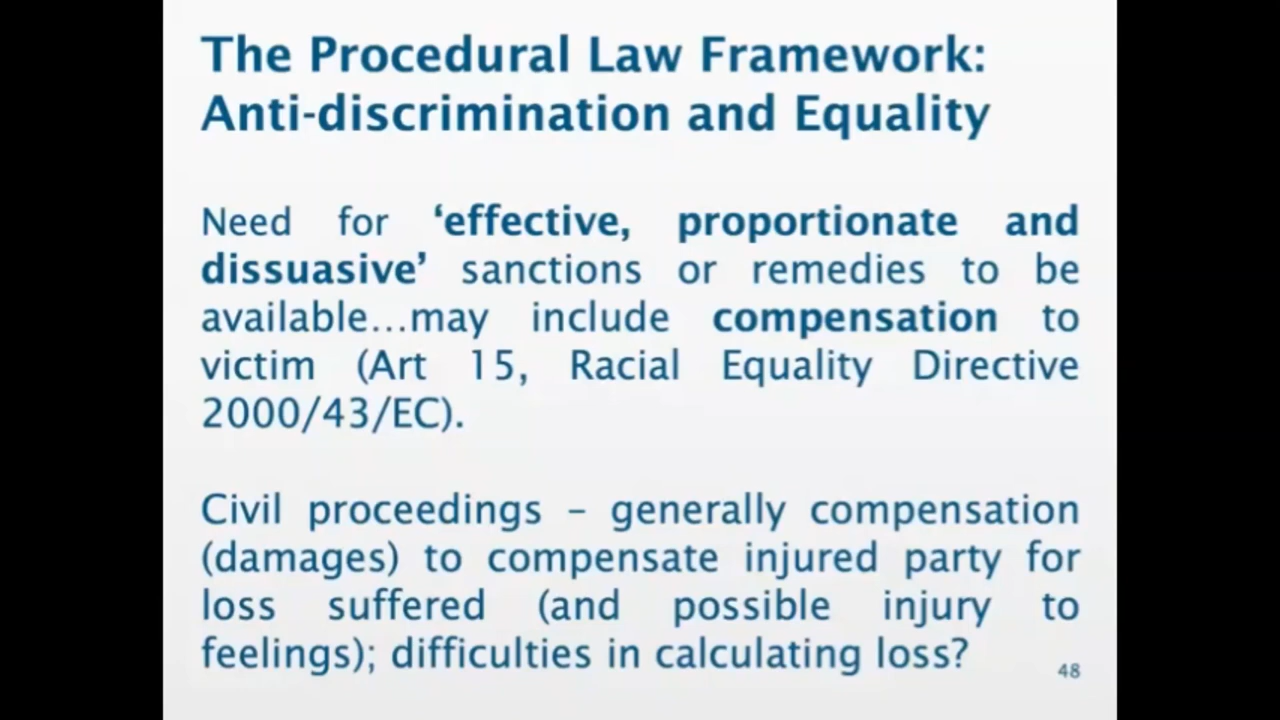 The Procedural Law Framework:
Anti-discrimination and Equality
Need for ‘effective, proportionate and
dissuasive’ sanctions or remedies to be
available...may include compensation to
victim (Art 15, Racial Equality Directive
2000/43/EC).
Civil proceedings – generally compensation
(damages) to compensate injured party for
loss suffered (and possible injury to
feelings); difficulties in calculating loss?
48